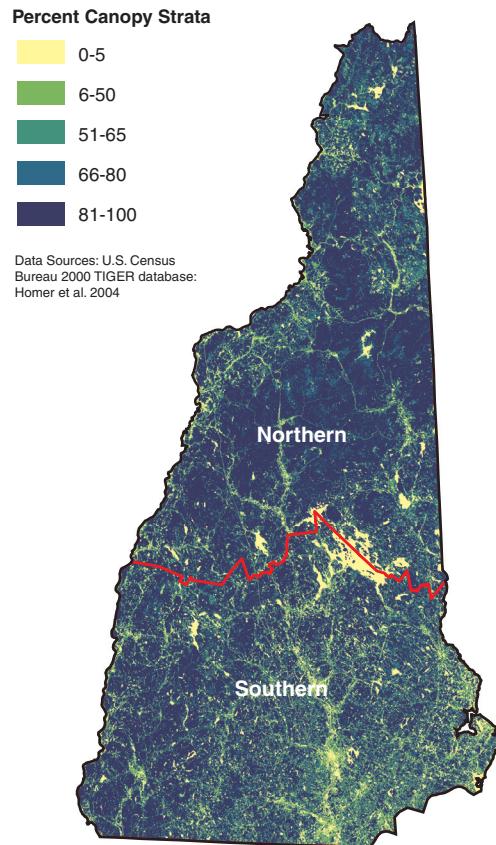 Percent Canopy Strata
0-5
6-50
51-65
66-80
81-100
Data Sources: U.S. Census
Bureau 2000 TIGER database:
Homer et al. 2004
Northern
Southern